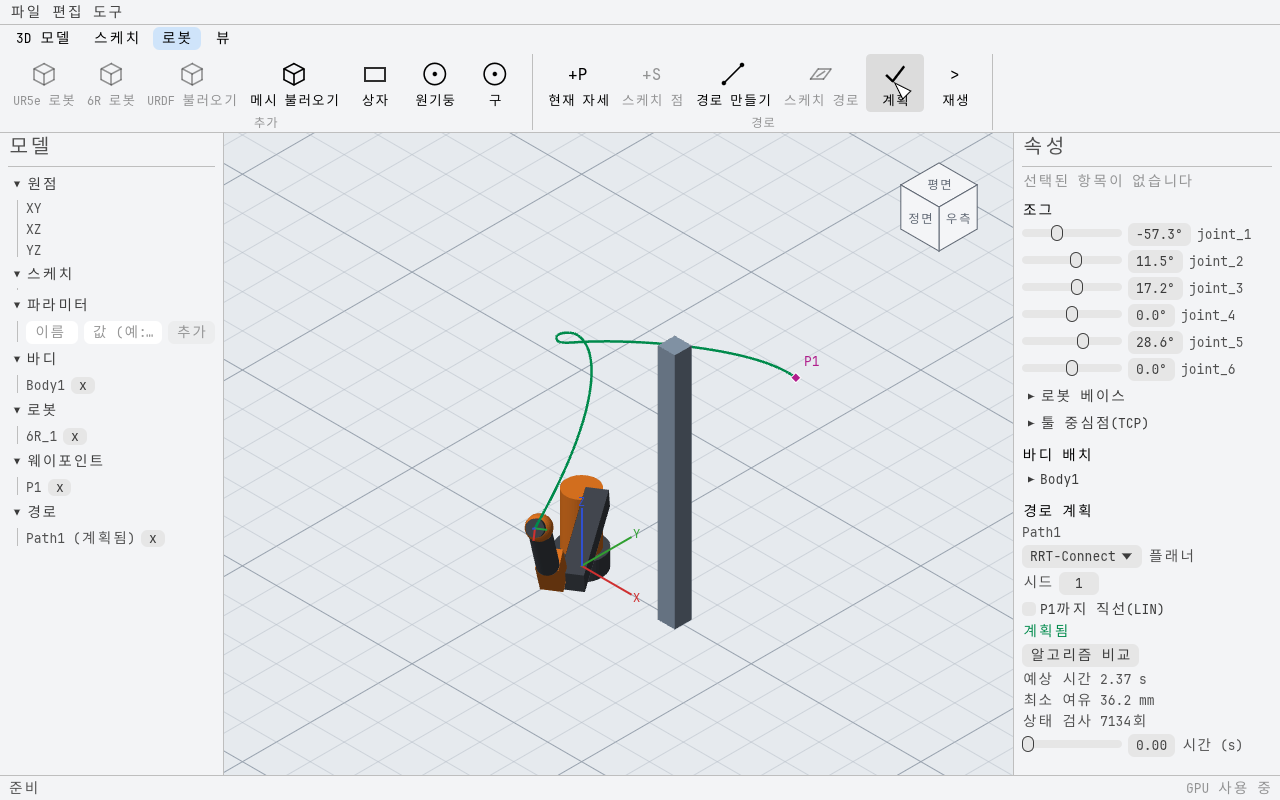 파일 편집 도구
3D 모델 스케치 로봇 뷰
UR5e 로봇 6R 로봇 URDF 불러오기 메시 불러오기 상자 원기둥 구
추가
+P +S >
현재 자세 스케치 점 경로 만들기 스케치 경로 계획 재생
경로
모델
▼ 원점
XY
XZ
YZ
▼ 스케치
▼ 파라미터
이름 값 (예:… 추가
▼ 바디
Body1 x
▼ 로봇
6R_1 x
▼ 웨이포인트
P1 x
▼ 경로
Path1 (계획됨) x
평면
정면 우측
P1
Y
X
속성
선택된 항목이 없습니다
조그
-57.3° joint_1
11.5° joint_2
17.2° joint_3
0.0° joint_4
28.6° joint_5
0.0° joint_6
▶ 로봇 베이스
▶ 툴 중심점(TCP)
바디 배치
▶ Body1
경로 계획
Path1
RRT-Connect ▼ 플래너
시드 1
P1까지 직선(LIN)
계획됨
알고리즘 비교
예상 시간 2.37 s
최소 여유 36.2 mm
상태 검사 7134회
0.00 시간 (s)
준비
GPU 사용 중